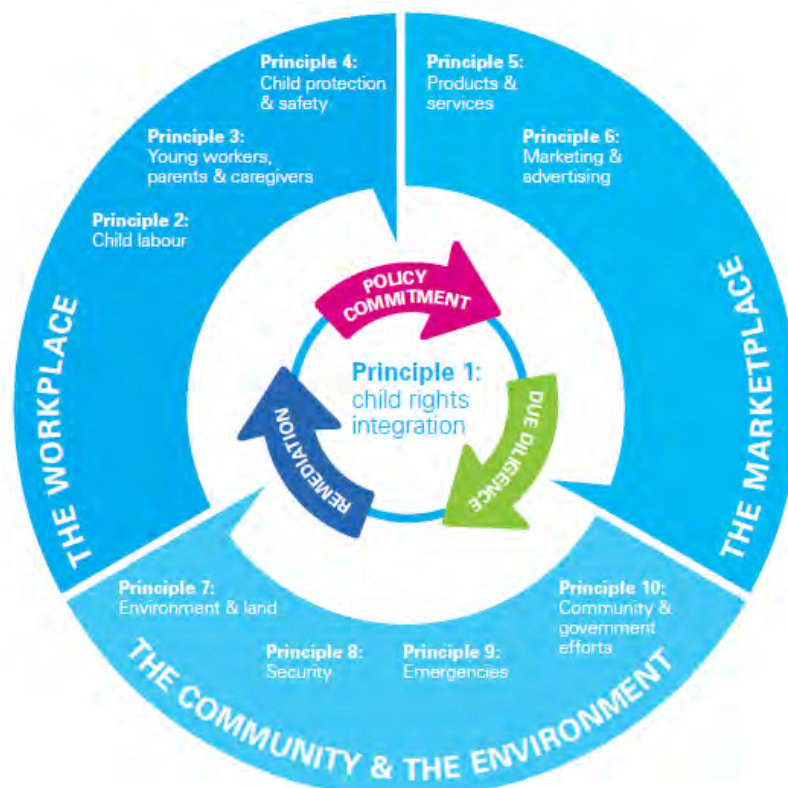 Principle 4:
Child protection
& safety
Principle 3:
Young workers,
parents & caregivers
Principle 2:
Child labour
THE WORKPLACE
Principle 5:
Products &
services
Principle 6:
Marketing &
advertising
THE MARKETPLACE
POLICY
COMMITMENT
Principle 1:
child rights
integration
DUE DILIGENCE
REMEDIATION
Principle 7:
Environment & land
Principle 8:
Security
Principle 9:
Emergencies
Principle 10:
Community &
government
efforts
THE COMMUNITY & THE ENVIRONMENT